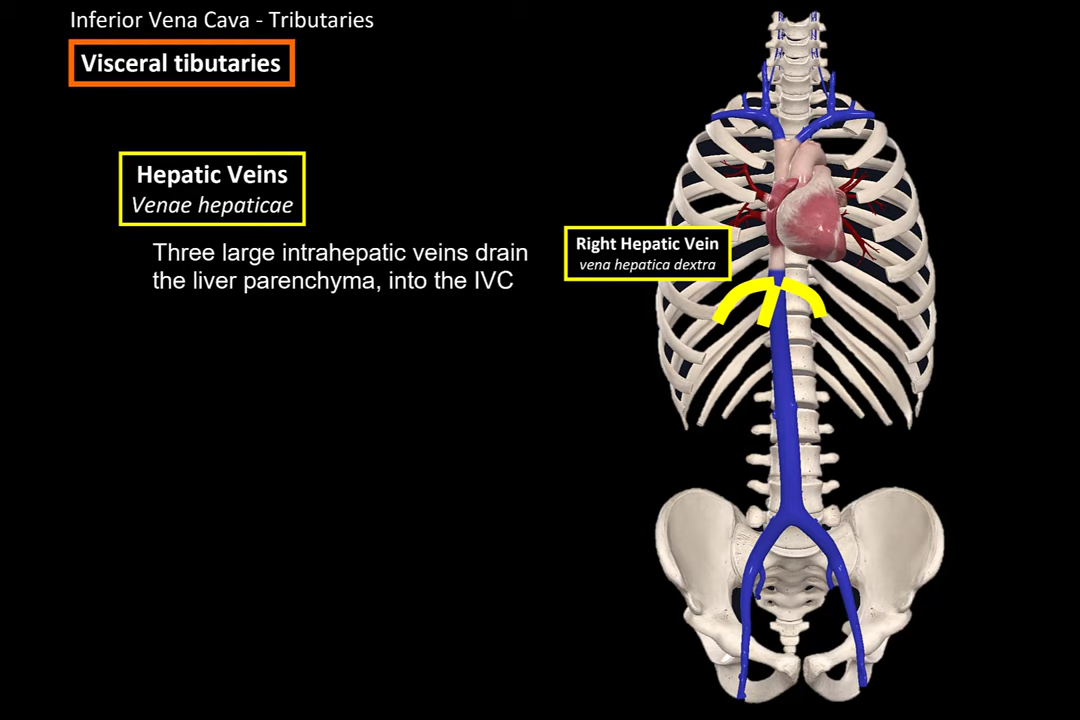 Inferior Vena Cava - Tributaries
Visceral tibutaries
Hepatic Veins
Venae hepaticae
Three large intrahepatic veins drain
the liver parenchyma, into the IVC
Right Hepatic Vein
vena hepatica dextra